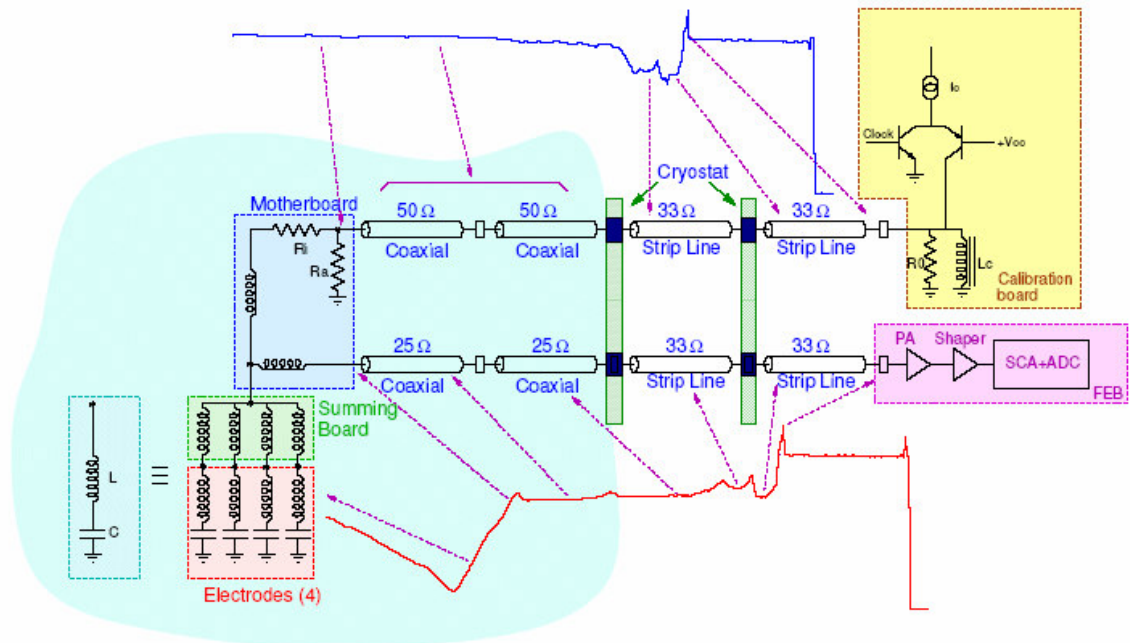 Io
Clock
+Vcc
Cryostat
Motherboard
50 Ω
50 Ω
33 Ω
33 Ω
Ri
Ra
Coaxial
Coaxial
Strip Line
Strip Line
R0
Lc
Calibration
board
25 Ω
25 Ω
33 Ω
33 Ω
PA
Shaper
SCA+ADC
FEB
Coaxial
Coaxial
Strip Line
Strip Line
Summing
Board
L
≡
C
Electrodes (4)